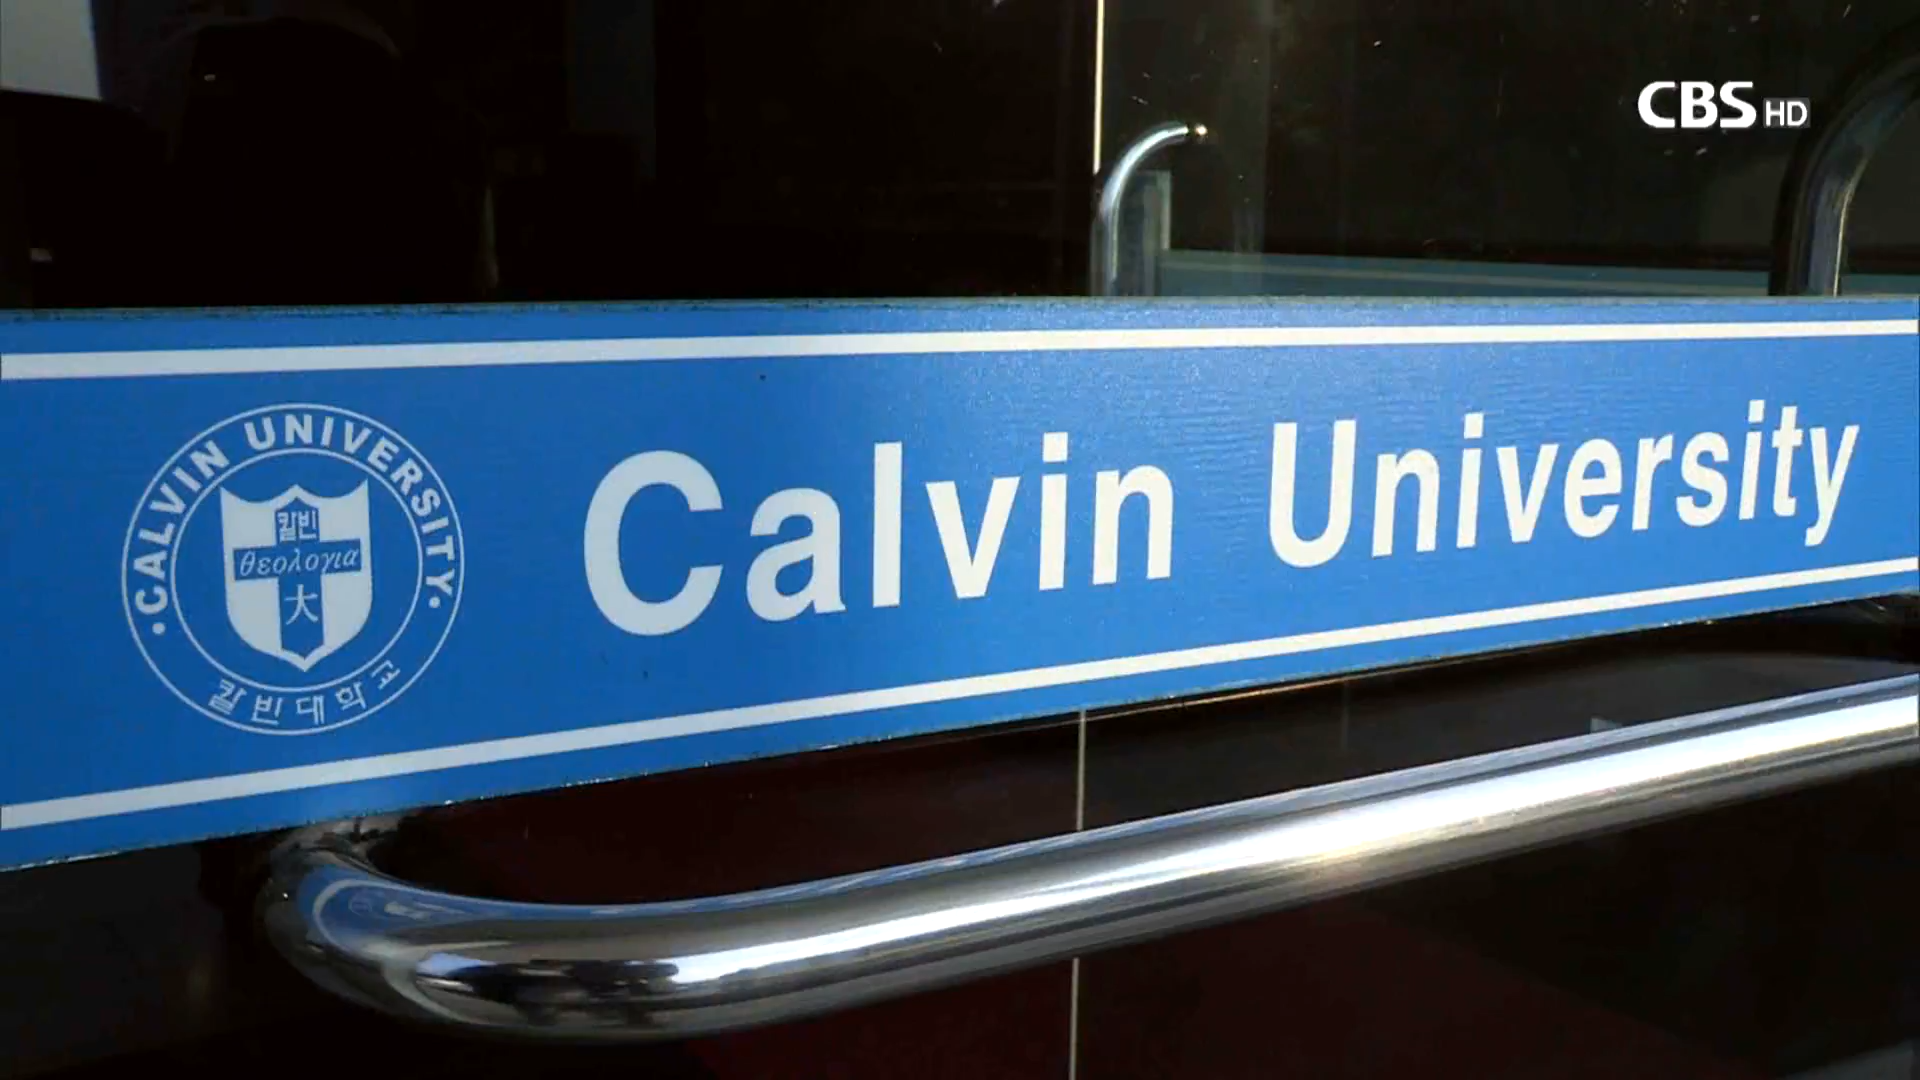 CBS HD
·CALVIN UNIVERSITY·
칼빈
θεολογια
大
칼빈대학교
Calvin University